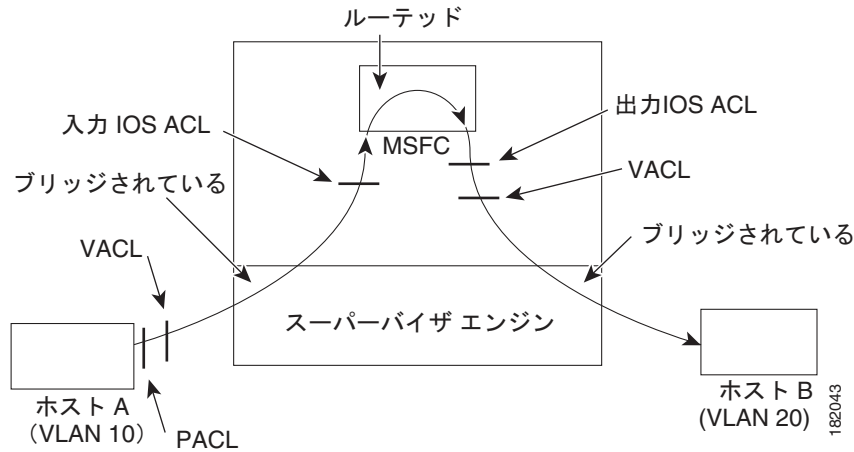 ルーテッド
入力 IOS ACL
出力IOS ACL
MSFC
VACL
ブリッジされている
ブリッジされている
VACL
スーパーバイザ エンジン
ホスト A
（VLAN 10）
PACL
ホスト B
(VLAN 20)
182043